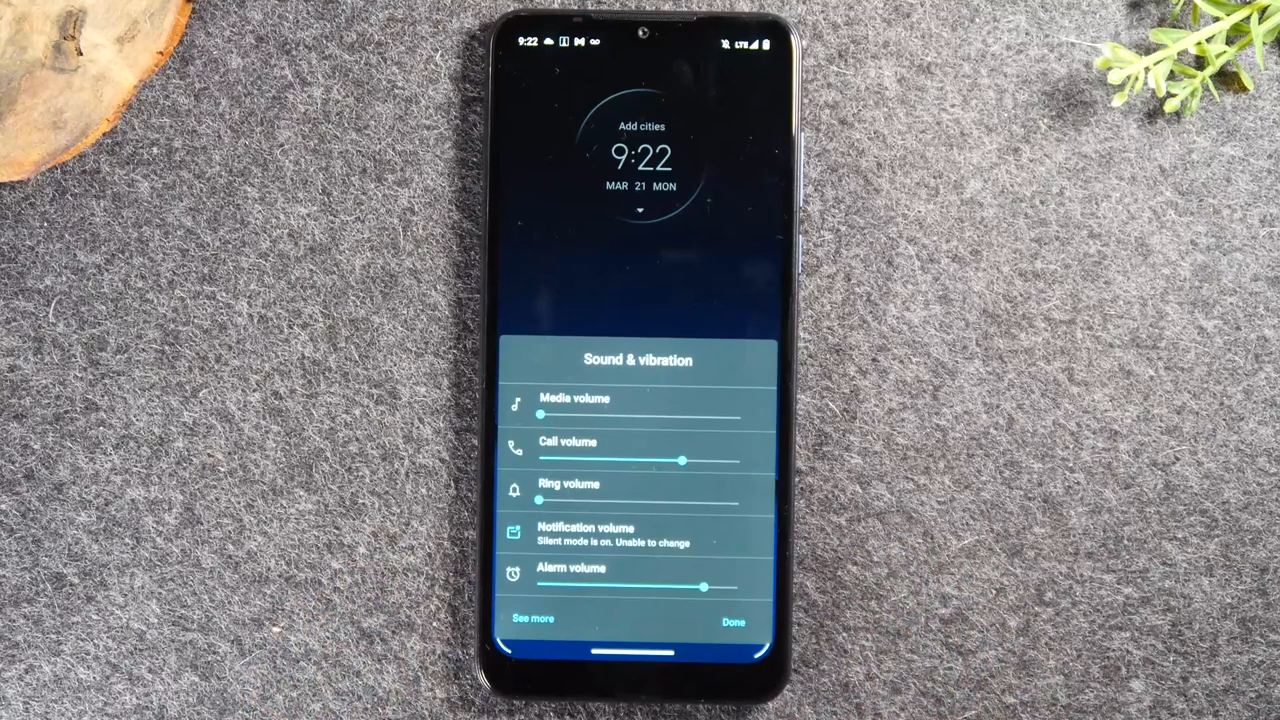 9:22
LTE
Add cities
9:22
MAR 21 MON
Sound & vibration
Media volume
Call volume
Ring volume
Notification volume
Silent mode is on. Unable to change
Alarm volume
See more
Done